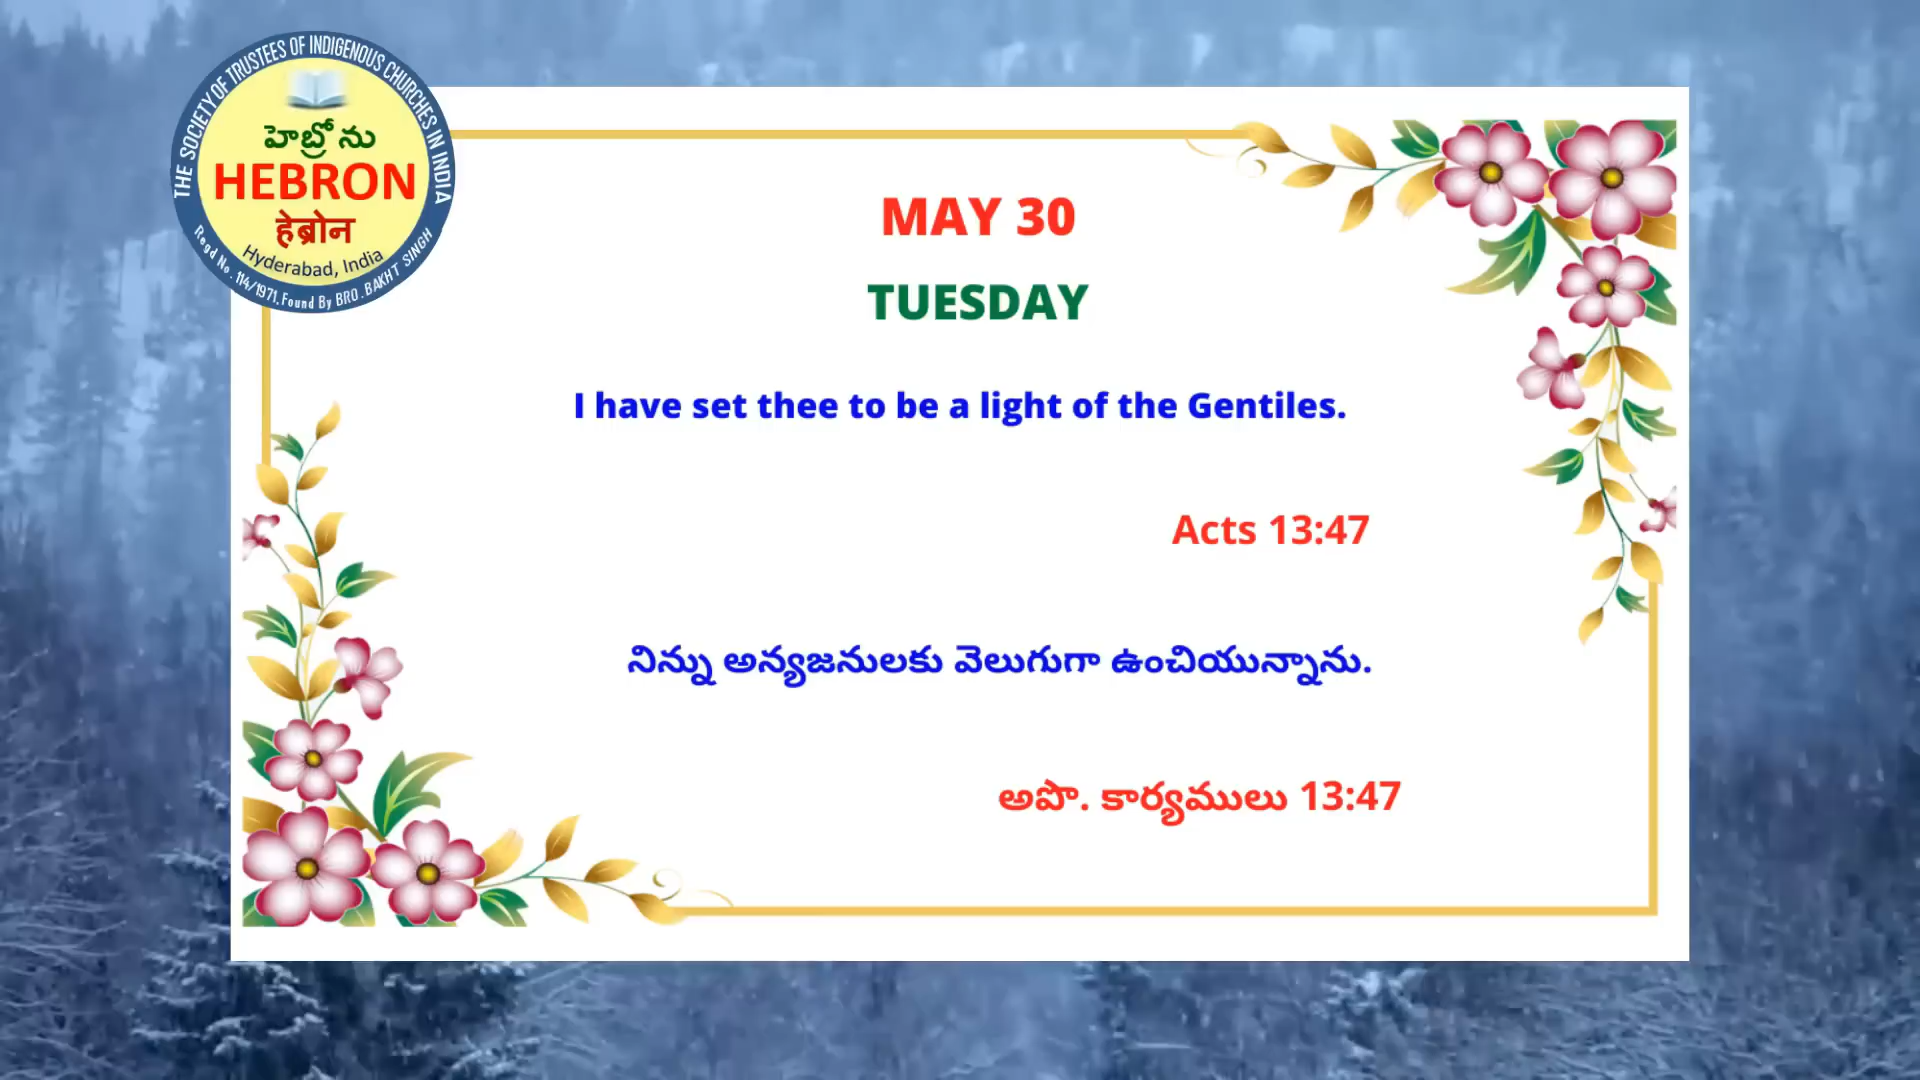 THE SOCIETY OF TRUSTEES OF INDIGENOUS CHURCHES IN INDIA
హెబ్రోను
HEBRON
हेब्रोन
Hyderabad, India
Regd No. 114/1971, Found By BRO. BAKHT SINGH
MAY 30
TUESDAY
I have set thee to be a light of the Gentiles.
Acts 13:47
నిన్ను అన్యజనులకు వెలుగుగా ఉంచియున్నాను.
అపొ. కార్యములు 13:47